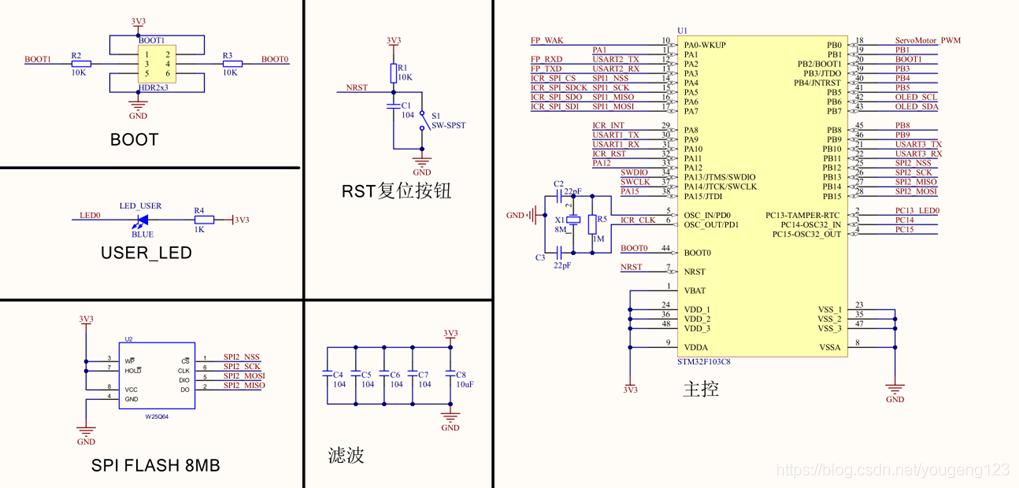 3V3
BOOT1
BOOT1 R2 10K 1 2 3 4 5 6 R3 10K BOOT0
HDR2x3
GND
BOOT
3V3
R1
10K
NRST
C1
104
S1
SW-SPST
GND
RST复位按钮
LED0 LED_USER BLUE R4 1K 3V3
USER_LED
3V3
U2
3 WP CS 1 SPI2_NSS
7 HOLD CLK 6 SPI2_SCK
DIO 5 SPI2_MOSI
8 VCC DO 2 SPI2_MISO
4 GND
W25Q64
GND
SPI FLASH 8MB
3V3
C4 104 C5 104 C6 104 C7 104 C8 10uF
GND
滤波
U1
FP_WAK 10 PA0-WKUP PB0 18 ServoMotor_PWM
PA1 11 PA1 PB1 19 PB1
FP_RXD USART2_TX 12 PA2 PB2/BOOT1 20 BOOT1
FP_TXD USART2_RX 13 PA3 PB3/JTDO 39 PB3
ICR_SPI_CS SPI1_NSS 14 PA4 PB4/JNTRST 40 PB4
ICR_SPI_SDCK SPI1_SCK 15 PA5 PB5 41 PB5
ICR_SPI_SDO SPI1_MISO 16 PA6 PB6 42 OLED_SCL
ICR_SPI_SDI SPI1_MOSI 17 PA7 PB7 43 OLED_SDA
ICR_INT 29 PA8 PB8 45 PB8
USART1_TX 30 PA9 PB9 46 PB9
USART1_RX 31 PA10 PB10 21 USART3_TX
ICR_RST 32 PA11 PB11 22 USART3_RX
PA12 33 PA12 PB12 25 SPI2_NSS
SWDIO 34 PA13/JTMS/SWDIO PB13 26 SPI2_SCK
SWCLK 37 PA14/JTCK/SWCLK PB14 27 SPI2_MISO
PA15 38 PA15/JTDI PB15 28 SPI2_MOSI
C2 22pF
GND X1 8M 2 1 R5 1M
C3 22pF
5 OSC_IN/PD0 PC13-TAMPER-RTC 2 PC13_LED0
ICR_CLK 6 OSC_OUT/PD1 PC14-OSC32_IN 3 PC14
PC15-OSC32_OUT 4 PC15
BOOT0 44 BOOT0
NRST 7 NRST
1 VBAT
24 VDD_1 VSS_1 23
36 VDD_2 VSS_2 35
48 VDD_3 VSS_3 47
9 VDDA VSSA 8
STM32F103C8
3V3
GND
主控
https://blog.csdn.net/yougeng123